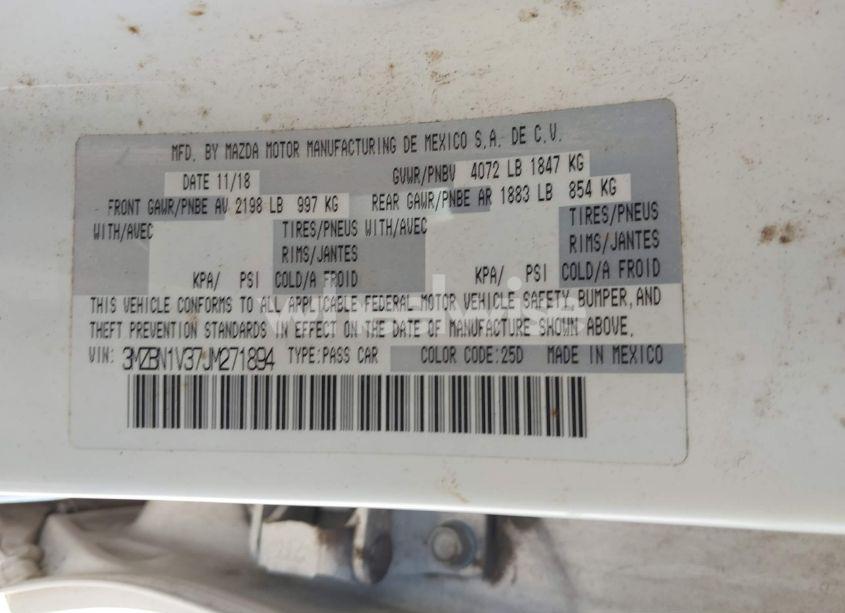 MFD. BY MAZDA MOTOR MANUFACTURING DE MEXICO S.A. DE C.V.
DATE 11/18 GVWR/PNBV 4072 LB 1847 KG
FRONT GAWR/PNBE AV 2198 LB 997 KG REAR GAWR/PNBE AR 1883 LB 854 KG
WITH/AVEC TIRES/PNEUS WITH/AVEC TIRES/PNEUS
RIMS/JANTES RIMS/JANTES
KPA/ PSI COLD/A FROID KPA/ PSI COLD/A FROID
THIS VEHICLE CONFORMS TO ALL APPLICABLE FEDERAL MOTOR VEHICLE SAFETY, BUMPER, AND
THEFT PREVENTION STANDARDS IN EFFECT ON THE DATE OF MANUFACTURE SHOWN ABOVE.
VIN: 3MZBN1V37JM271894 TYPE:PASS CAR COLOR CODE:25D MADE IN MEXICO